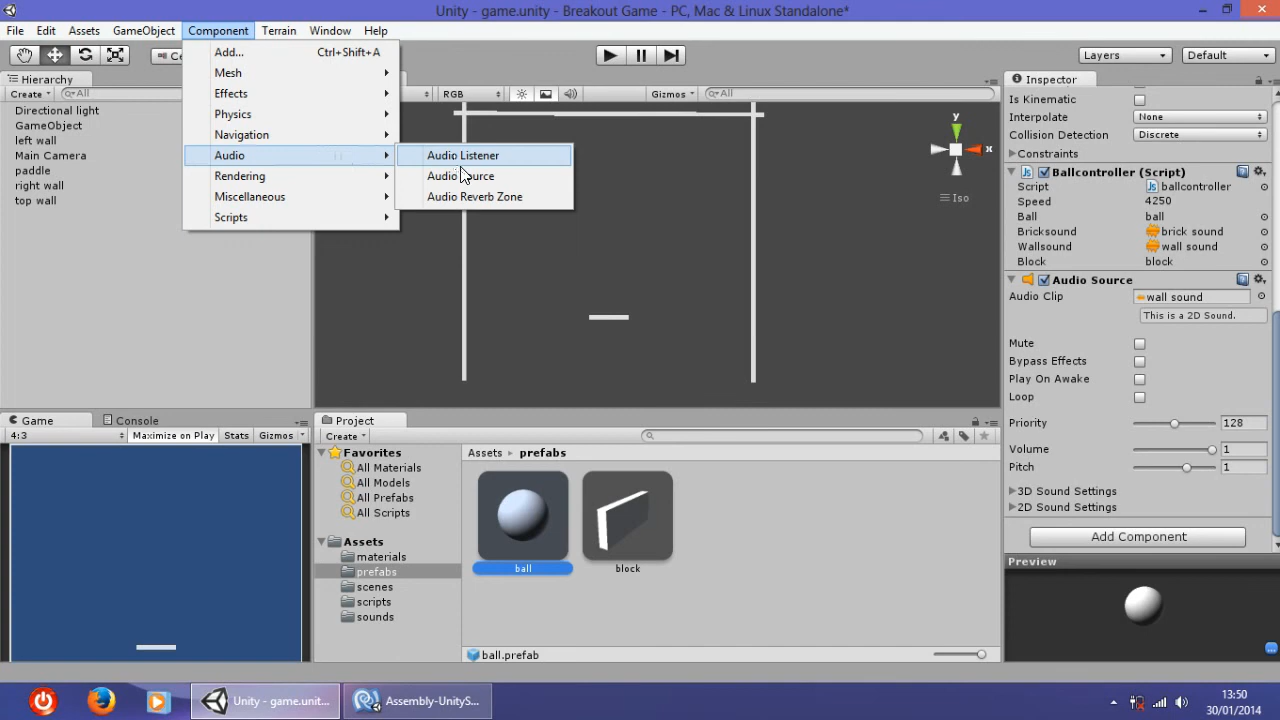 Unity - game.unity - Breakout Game - PC, Mac & Linux Standalone*
File Edit Assets GameObject Component Terrain Window Help
Layers Default
Hierarchy
Create All
Directional light
GameObject
left wall
Main Camera
paddle
right wall
top wall
Add... Ctrl+Shift+A
Mesh
Effects
Physics
Navigation
Audio
Rendering
Miscellaneous
Scripts
Audio Listener
Audio Source
Audio Reverb Zone
RGB Gizmos All
y
x
Iso
Inspector
Is Kinematic
Interpolate None
Collision Detection Discrete
Constraints
Ballcontroller (Script)
Script ballcontroller
Speed 4250
Ball ball
Bricksound brick sound
Wallsound wall sound
Block block
Audio Source
Audio Clip wall sound
This is a 2D Sound.
Mute
Bypass Effects
Play On Awake
Loop
Priority 128
Volume 1
Pitch 1
3D Sound Settings
2D Sound Settings
Add Component
Preview
Game Console
4:3 Maximize on Play Stats Gizmos
Project
Create
Favorites
All Materials
All Models
All Prefabs
All Scripts
Assets
materials
prefabs
scenes
scripts
sounds
Assets prefabs
ball block
ball.prefab
Unity - game.unit... Assembly-UnityS...
13:50
30/01/2014